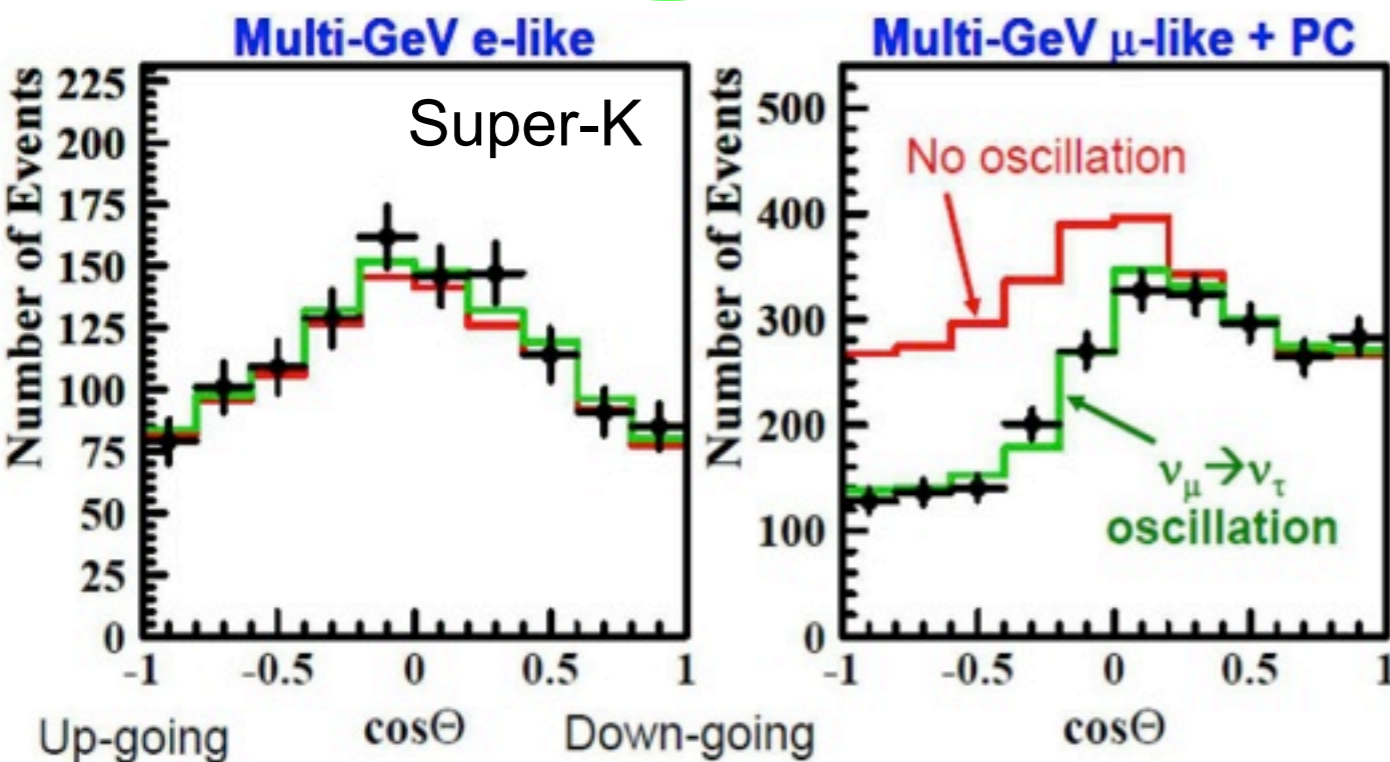 Multi-GeV e-like
Number of Events
225
200
175
150
125
100
75
50
25
0
Super-K
-1 -0.5 0 0.5 1
Up-going cosΘ Down-going
Multi-GeV μ-like + PC
Number of Events
500
400
300
200
100
0
No oscillation
νμ→ντ
oscillation
-1 -0.5 0 0.5 1
cosΘ